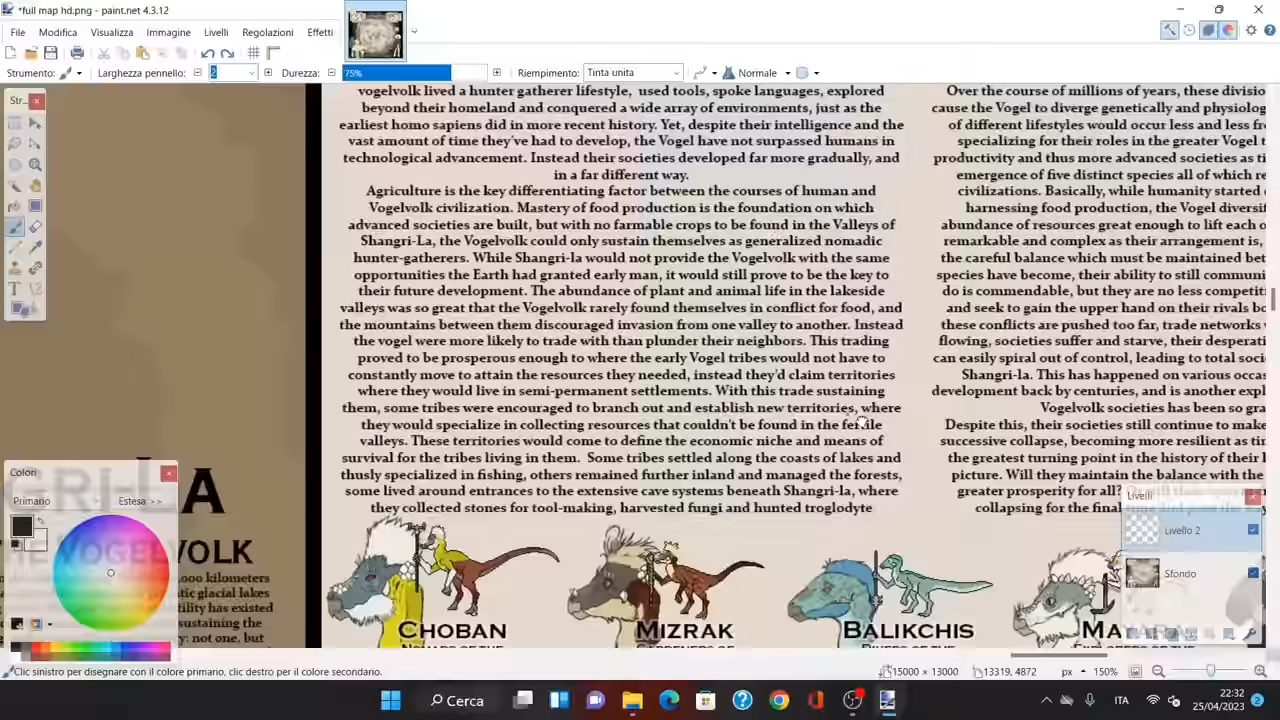 *full map hd.png - paint.net 4.3.12
File Modifica Visualizza Immagine Livelli Regolazioni Effetti
Strumento: Larghezza pennello: 2 Durezza: 75% Riempimento: Tinta unita Normale
Str...
vogelvolk lived a hunter gatherer lifestyle, used tools, spoke languages, explored
beyond their homeland and conquered a wide array of environments, just as the
earliest homo sapiens did in more recent history. Yet, despite their intelligence and the
vast amount of time they've had to develop, the Vogel have not surpassed humans in
technological advancement. Instead their societies developed far more gradually, and
in a far different way.
Agriculture is the key differentiating factor between the courses of human and
Vogelvolk civilization. Mastery of food production is the foundation on which
advanced societies are built, but with no farmable crops to be found in the Valleys of
Shangri-La, the Vogelvolk could only sustain themselves as generalized nomadic
hunter-gatherers. While Shangri-la would not provide the Vogelvolk with the same
opportunities the Earth had granted early man, it would still prove to be the key to
their future development. The abundance of plant and animal life in the lakeside
valleys was so great that the Vogelvolk rarely found themselves in conflict for food, and
the mountains between them discouraged invasion from one valley to another. Instead
the vogel were more likely to trade with than plunder their neighbors. This trading
proved to be prosperous enough to where the early Vogel tribes would not have to
constantly move to attain the resources they needed, instead they'd claim territories
where they would live in semi-permanent settlements. With this trade sustaining
them, some tribes were encouraged to branch out and establish new territories, where
they would specialize in collecting resources that couldn't be found in the fertile
valleys. These territories would come to define the economic niche and means of
survival for the tribes living in them. Some tribes settled along the coasts of lakes and
thusly specialized in fishing, others remained further inland and managed the forests,
some lived around entrances to the extensive cave systems beneath Shangri-la, where
they collected stones for tool-making, harvested fungi and hunted troglodyte
Over the course of millions of years, these divisio
cause the Vogel to diverge genetically and physiolog
of different lifestyles would occur less and less fr
specializing for their roles in the greater Vogel t
productivity and thus more advanced societies as ti
emergence of five distinct species all of which re
civilizations. Basically, while humanity started
harnessing food production, the Vogel diversif
abundance of resources great enough to lift each o
remarkable and complex as their arrangement is,
the careful balance which must be maintained bet
species have become, their ability to still communi
do is commendable, but they are no less competiti
and seek to gain the upper hand on their rivals bo
these conflicts are pushed too far, trade networks
flowing, societies suffer and starve, their desperati
can easily spiral out of control, leading to total soci
Shangri-la. This has happened on various occas
development back by centuries, and is another expl
Vogelvolk societies has been so gra
Despite this, their societies still continue to make
successive collapse, becoming more resilient as tin
the greatest turning point in the history of their
picture. Will they maintain the balance with the
greater prosperity for all?
collapsing for the final
Colori
Primario Estesa >>
GRI-LA
VOGELVOLK
,000 kilometers
tic glacial lakes
tility has existed
sustaining the
y: not one, but
Livelli
Livello 2
Sfondo
CHOBAN MIZRAK BALIKCHIS MA
NOMADS OF THE GARDENERS OF DIVERS OF THE
Clic sinistro per disegnare con il colore primario, clic destro per il colore secondario. 15000 × 13000 13319, 4872 px 150%
Cerca ITA 22:32
25/04/2023